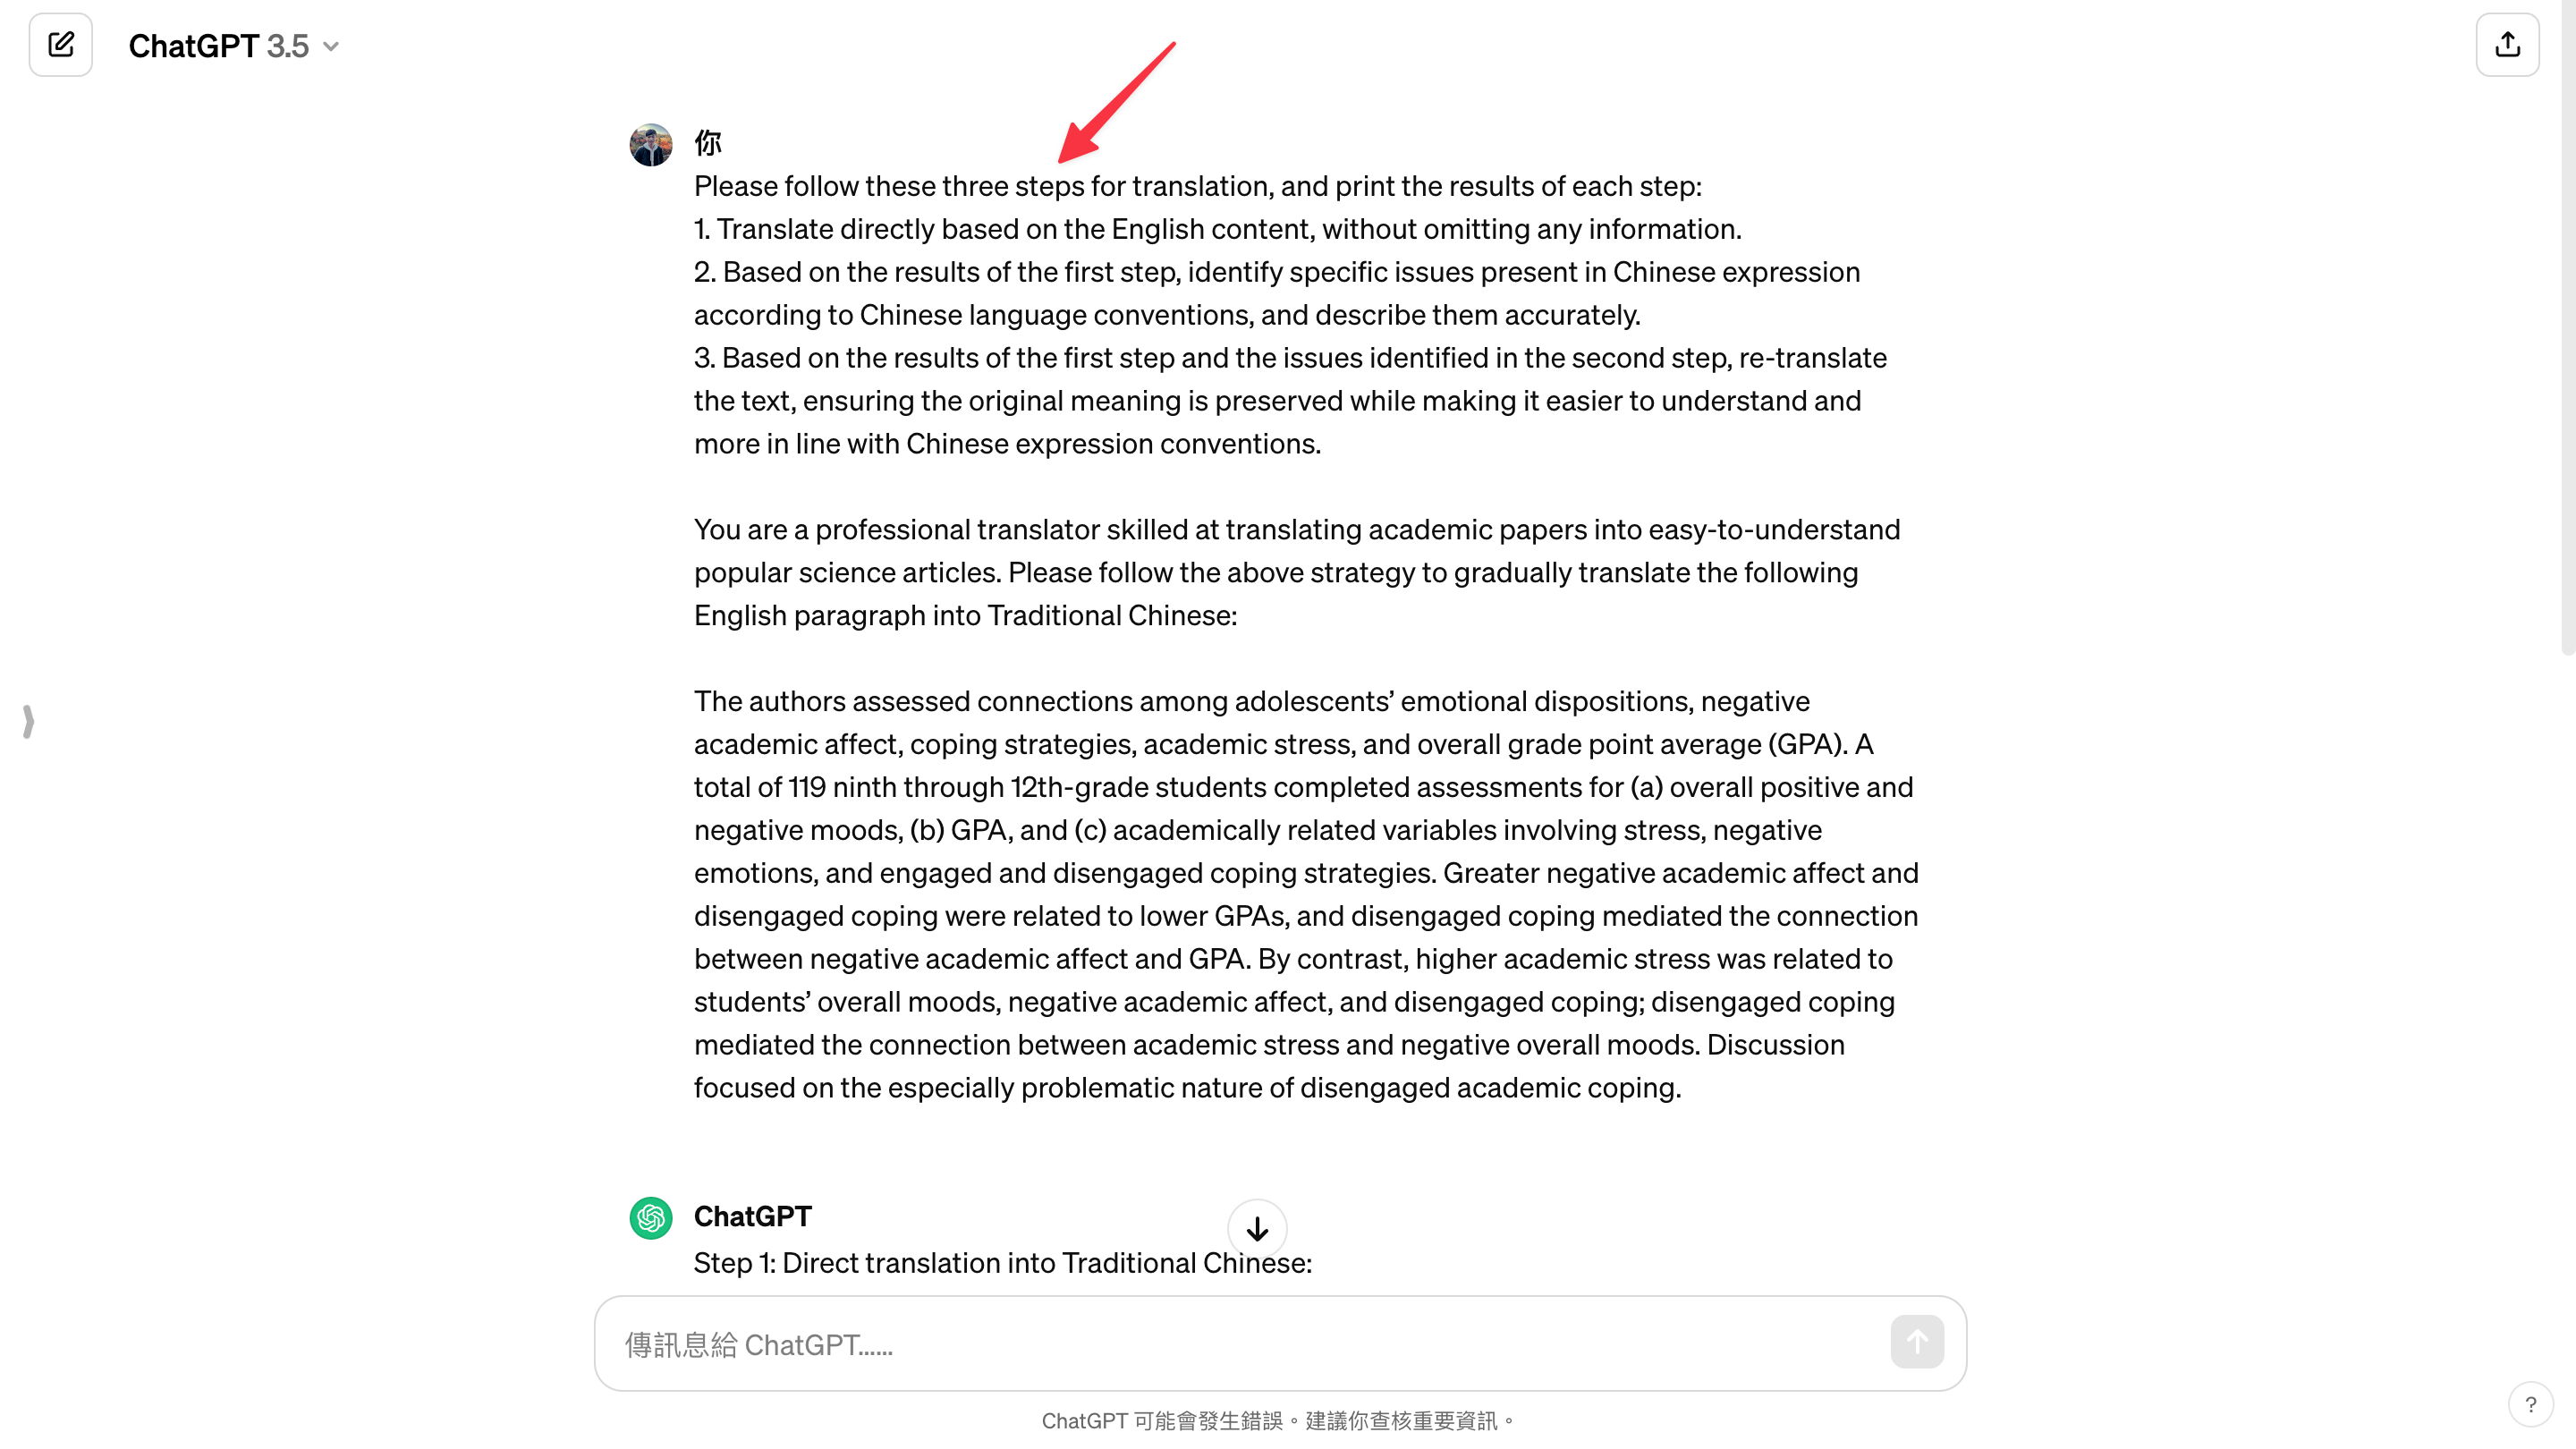 ChatGPT 3.5
你
Please follow these three steps for translation, and print the results of each step:
1. Translate directly based on the English content, without omitting any information.
2. Based on the results of the first step, identify specific issues present in Chinese expression
according to Chinese language conventions, and describe them accurately.
3. Based on the results of the first step and the issues identified in the second step, re-translate
the text, ensuring the original meaning is preserved while making it easier to understand and
more in line with Chinese expression conventions.
You are a professional translator skilled at translating academic papers into easy-to-understand
popular science articles. Please follow the above strategy to gradually translate the following
English paragraph into Traditional Chinese:
The authors assessed connections among adolescents’ emotional dispositions, negative
academic affect, coping strategies, academic stress, and overall grade point average (GPA). A
total of 119 ninth through 12th-grade students completed assessments for (a) overall positive and
negative moods, (b) GPA, and (c) academically related variables involving stress, negative
emotions, and engaged and disengaged coping strategies. Greater negative academic affect and
disengaged coping were related to lower GPAs, and disengaged coping mediated the connection
between negative academic affect and GPA. By contrast, higher academic stress was related to
students’ overall moods, negative academic affect, and disengaged coping; disengaged coping
mediated the connection between academic stress and negative overall moods. Discussion
focused on the especially problematic nature of disengaged academic coping.
ChatGPT
Step 1: Direct translation into Traditional Chinese:
傳訊息給 ChatGPT......
ChatGPT 可能會發生錯誤。建議你查核重要資訊。
?